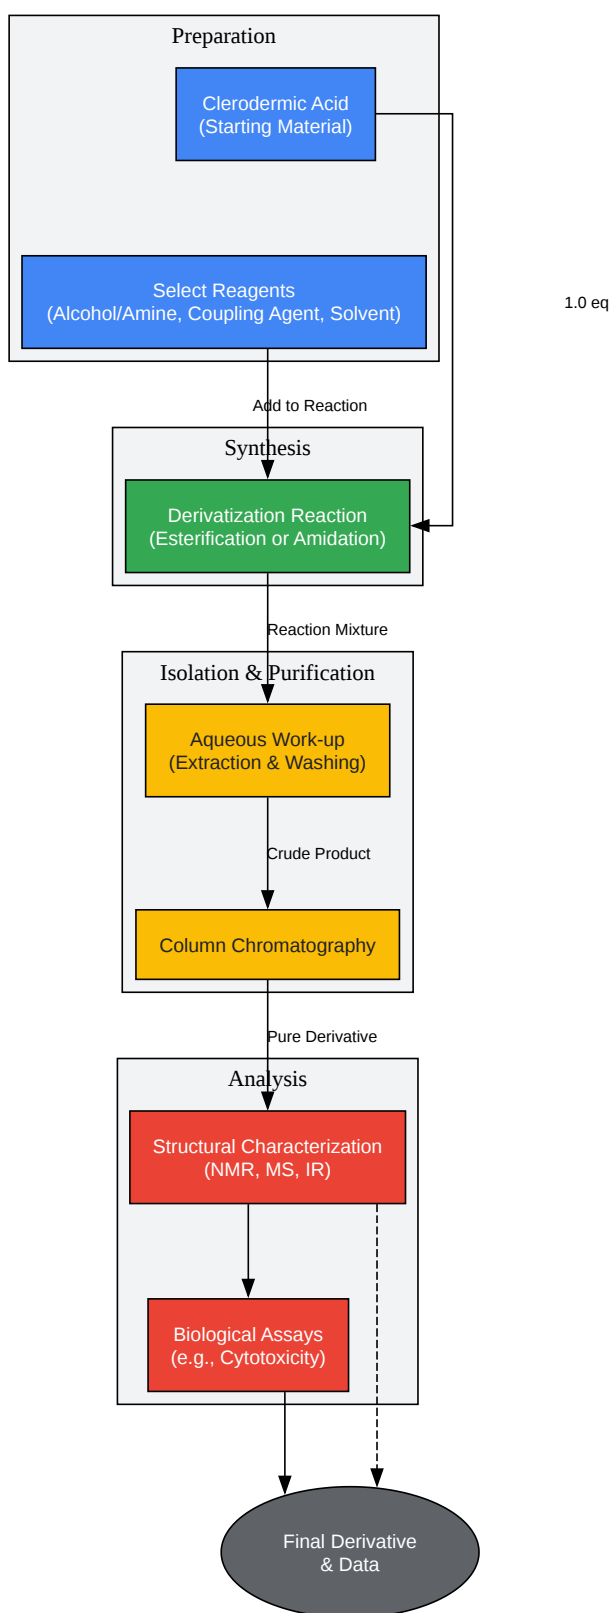 Preparation
Clerodermic Acid
(Starting Material)
Select Reagents
(Alcohol/Amine, Coupling Agent, Solvent)
1.0 eq
Add to Reaction
Synthesis
Derivatization Reaction
(Esterification or Amidation)
Reaction Mixture
Isolation & Purification
Aqueous Work-up
(Extraction & Washing)
Crude Product
Column Chromatography
Pure Derivative
Analysis
Structural Characterization
(NMR, MS, IR)
Biological Assays
(e.g., Cytotoxicity)
Final Derivative
& Data